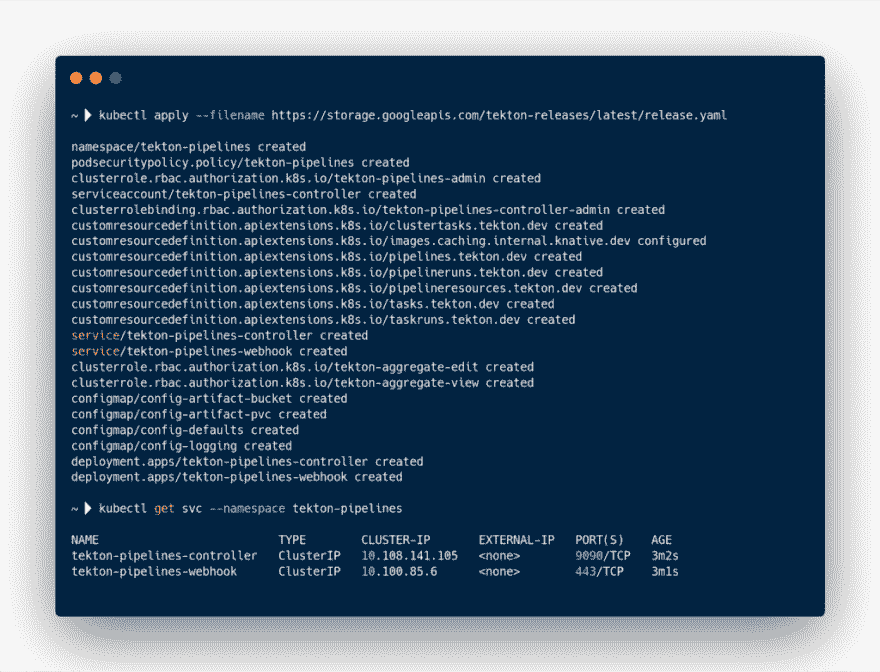 ~ ❯ kubectl apply --filename https://storage.googleapis.com/tekton-releases/latest/release.yaml
namespace/tekton-pipelines created
podsecuritypolicy.policy/tekton-pipelines created
clusterrole.rbac.authorization.k8s.io/tekton-pipelines-admin created
serviceaccount/tekton-pipelines-controller created
clusterrolebinding.rbac.authorization.k8s.io/tekton-pipelines-controller-admin created
customresourcedefinition.apiextensions.k8s.io/clustertasks.tekton.dev created
customresourcedefinition.apiextensions.k8s.io/images.caching.internal.knative.dev configured
customresourcedefinition.apiextensions.k8s.io/pipelines.tekton.dev created
customresourcedefinition.apiextensions.k8s.io/pipelineruns.tekton.dev created
customresourcedefinition.apiextensions.k8s.io/pipelineresources.tekton.dev created
customresourcedefinition.apiextensions.k8s.io/tasks.tekton.dev created
customresourcedefinition.apiextensions.k8s.io/taskruns.tekton.dev created
service/tekton-pipelines-controller created
service/tekton-pipelines-webhook created
clusterrole.rbac.authorization.k8s.io/tekton-aggregate-edit created
clusterrole.rbac.authorization.k8s.io/tekton-aggregate-view created
configmap/config-artifact-bucket created
configmap/config-artifact-pvc created
configmap/config-defaults created
configmap/config-logging created
deployment.apps/tekton-pipelines-controller created
deployment.apps/tekton-pipelines-webhook created
~ ❯ kubectl get svc --namespace tekton-pipelines
NAME TYPE CLUSTER-IP EXTERNAL-IP PORT(S) AGE
tekton-pipelines-controller ClusterIP 10.108.141.105 <none> 9090/TCP 3m2s
tekton-pipelines-webhook ClusterIP 10.100.85.6 <none> 443/TCP 3m1s